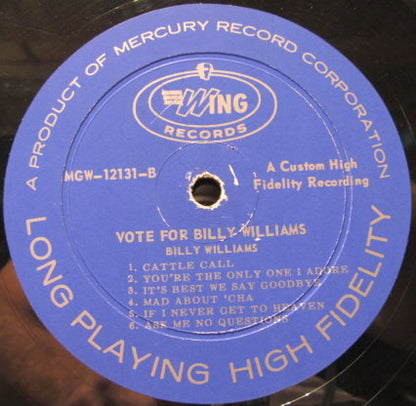 A PRODUCT OF MERCURY RECORD CORPORATION
WING
RECORDS
MGW-12131-B
A Custom High
Fidelity Recording
VOTE FOR BILLY WILLIAMS
BILLY WILLIAMS
1. CATTLE CALL
2. YOU'RE THE ONLY ONE I ADORE
3. IT'S BEST WE SAY GOODBYE
4. MAD ABOUT 'CHA
5. IF I NEVER GET TO HEAVEN
6. ASK ME NO QUESTIONS
LONG PLAYING HIGH FIDELITY